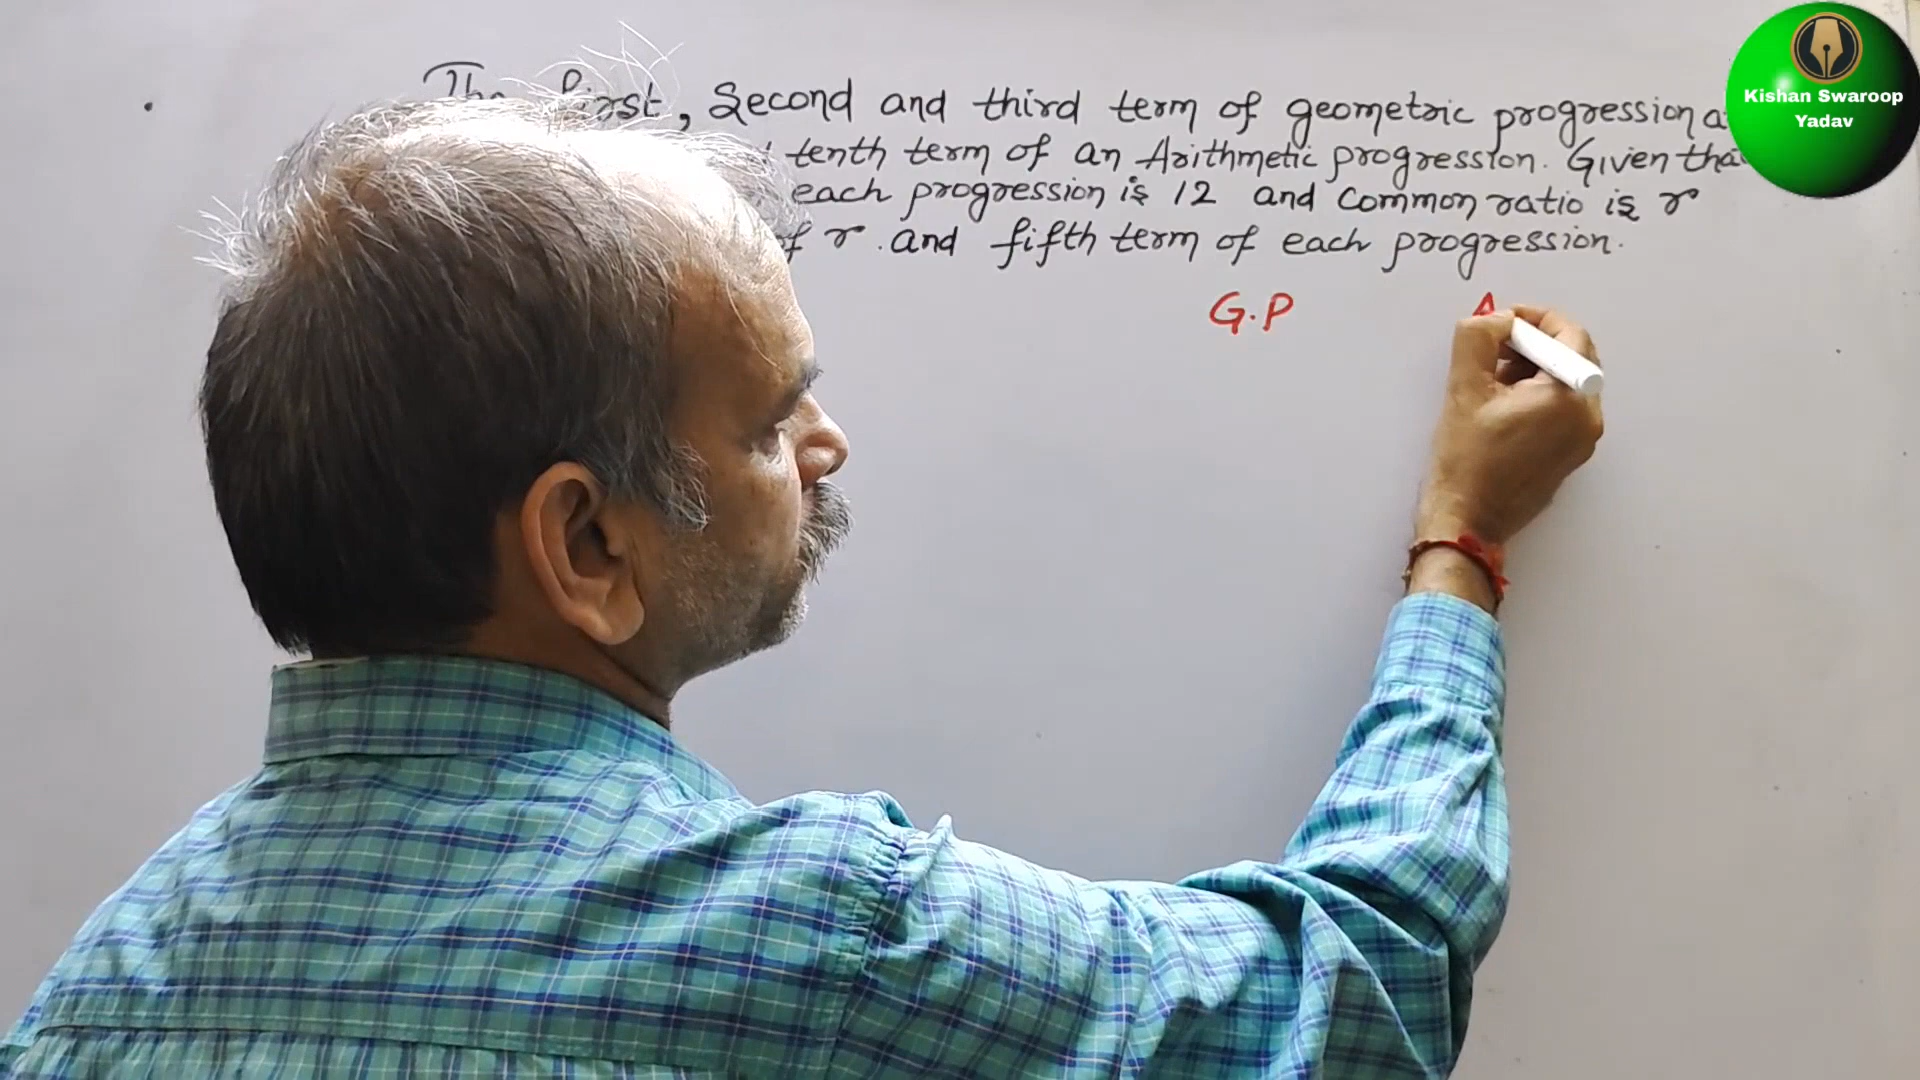 The first, Second and third term of geometric progression a
tenth term of an Arithmetic progression. Given tha
each progression is 12 and common ratio is r
of r. and fifth term of each progression.
G.P A
Kishan Swaroop
Yadav